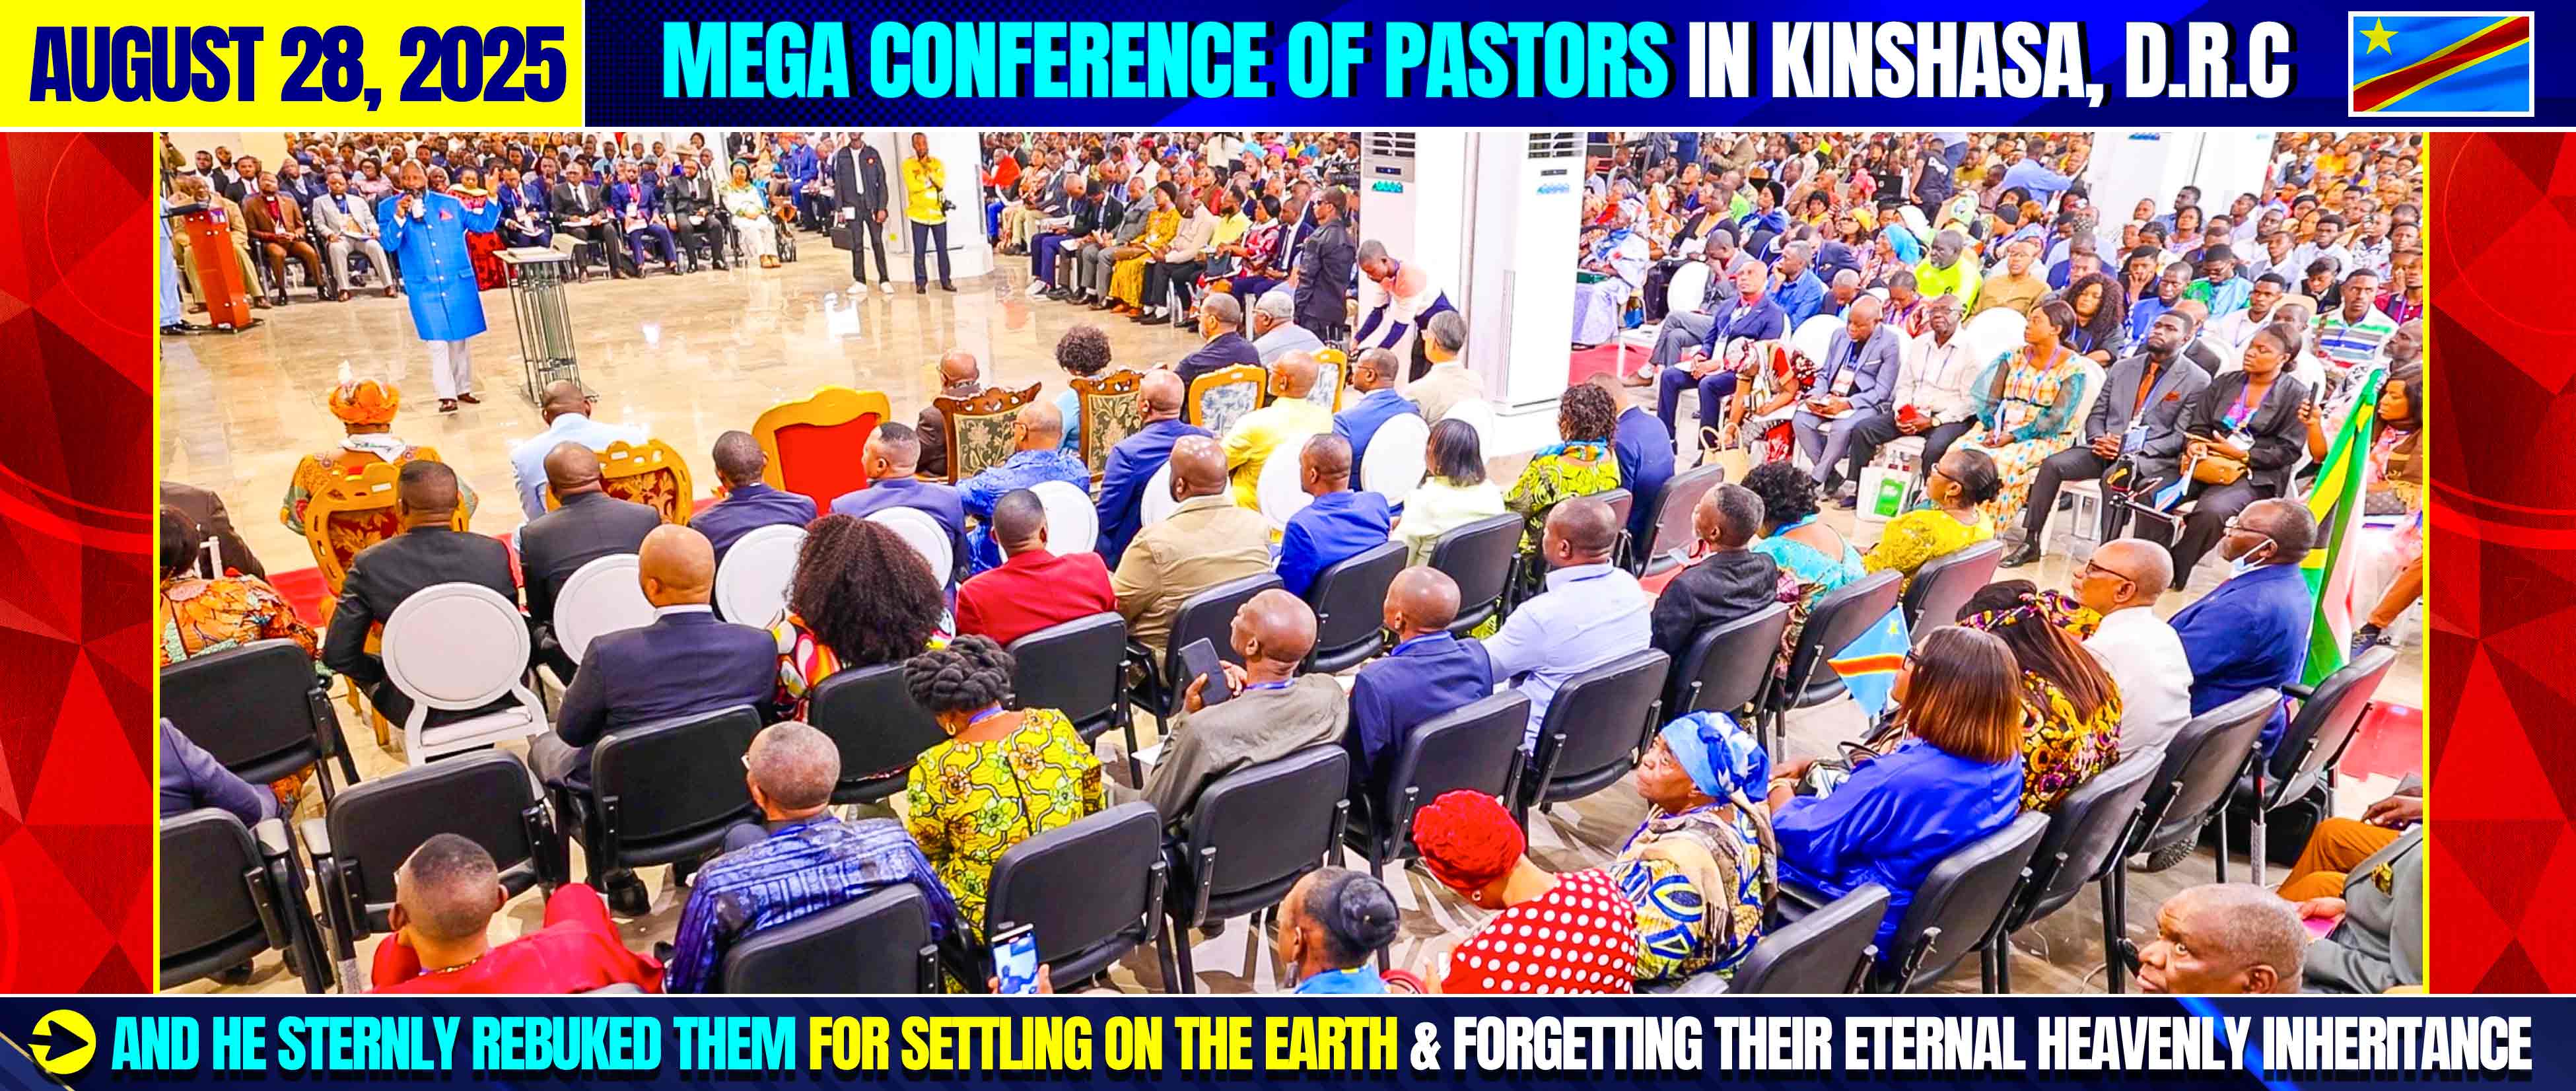 AUGUST 28, 2025
MEGA CONFERENCE OF PASTORS IN KINSHASA, D.R.C
AND HE STERNLY REBUKED THEM FOR SETTLING ON THE EARTH & FORGETTING THEIR ETERNAL HEAVENLY INHERITANCE